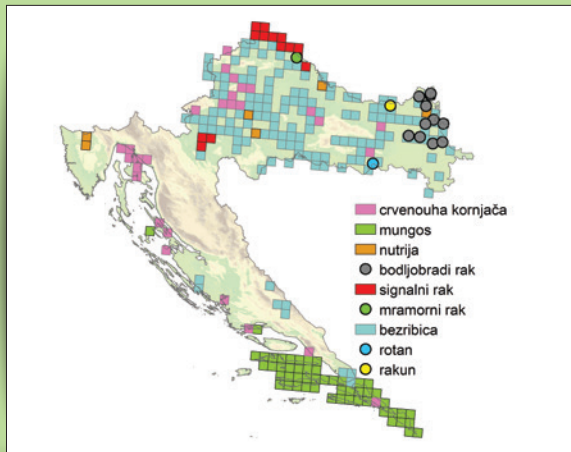 crvenouha kornjača
mungos
nutrija
bodljobradi rak
signalni rak
mramorni rak
bezribica
rotan
rakun